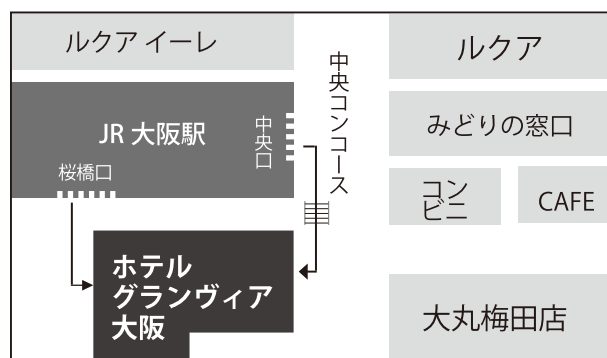 ルクア イーレ
中央コンコース
ルクア
JR 大阪駅
中央口
桜橋口
みどりの窓口
コン
ビニ
CAFE
ホテル
グランヴィア
大阪
大丸梅田店